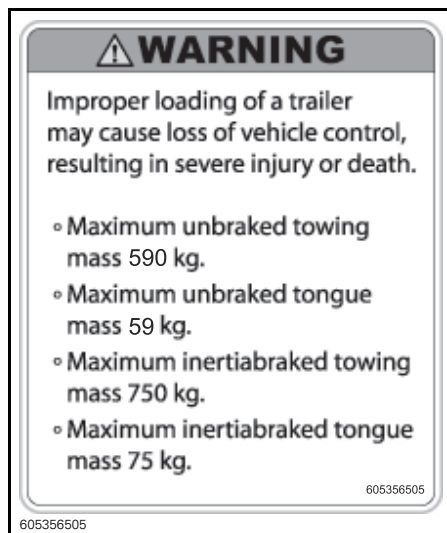 ⚠WARNING
Improper loading of a trailer
may cause loss of vehicle control,
resulting in severe injury or death.
◦ Maximum unbraked towing
mass 590 kg.
◦ Maximum unbraked tongue
mass 59 kg.
◦ Maximum inertiabraked towing
mass 750 kg.
◦ Maximum inertiabraked tongue
mass 75 kg.
605356505
605356505